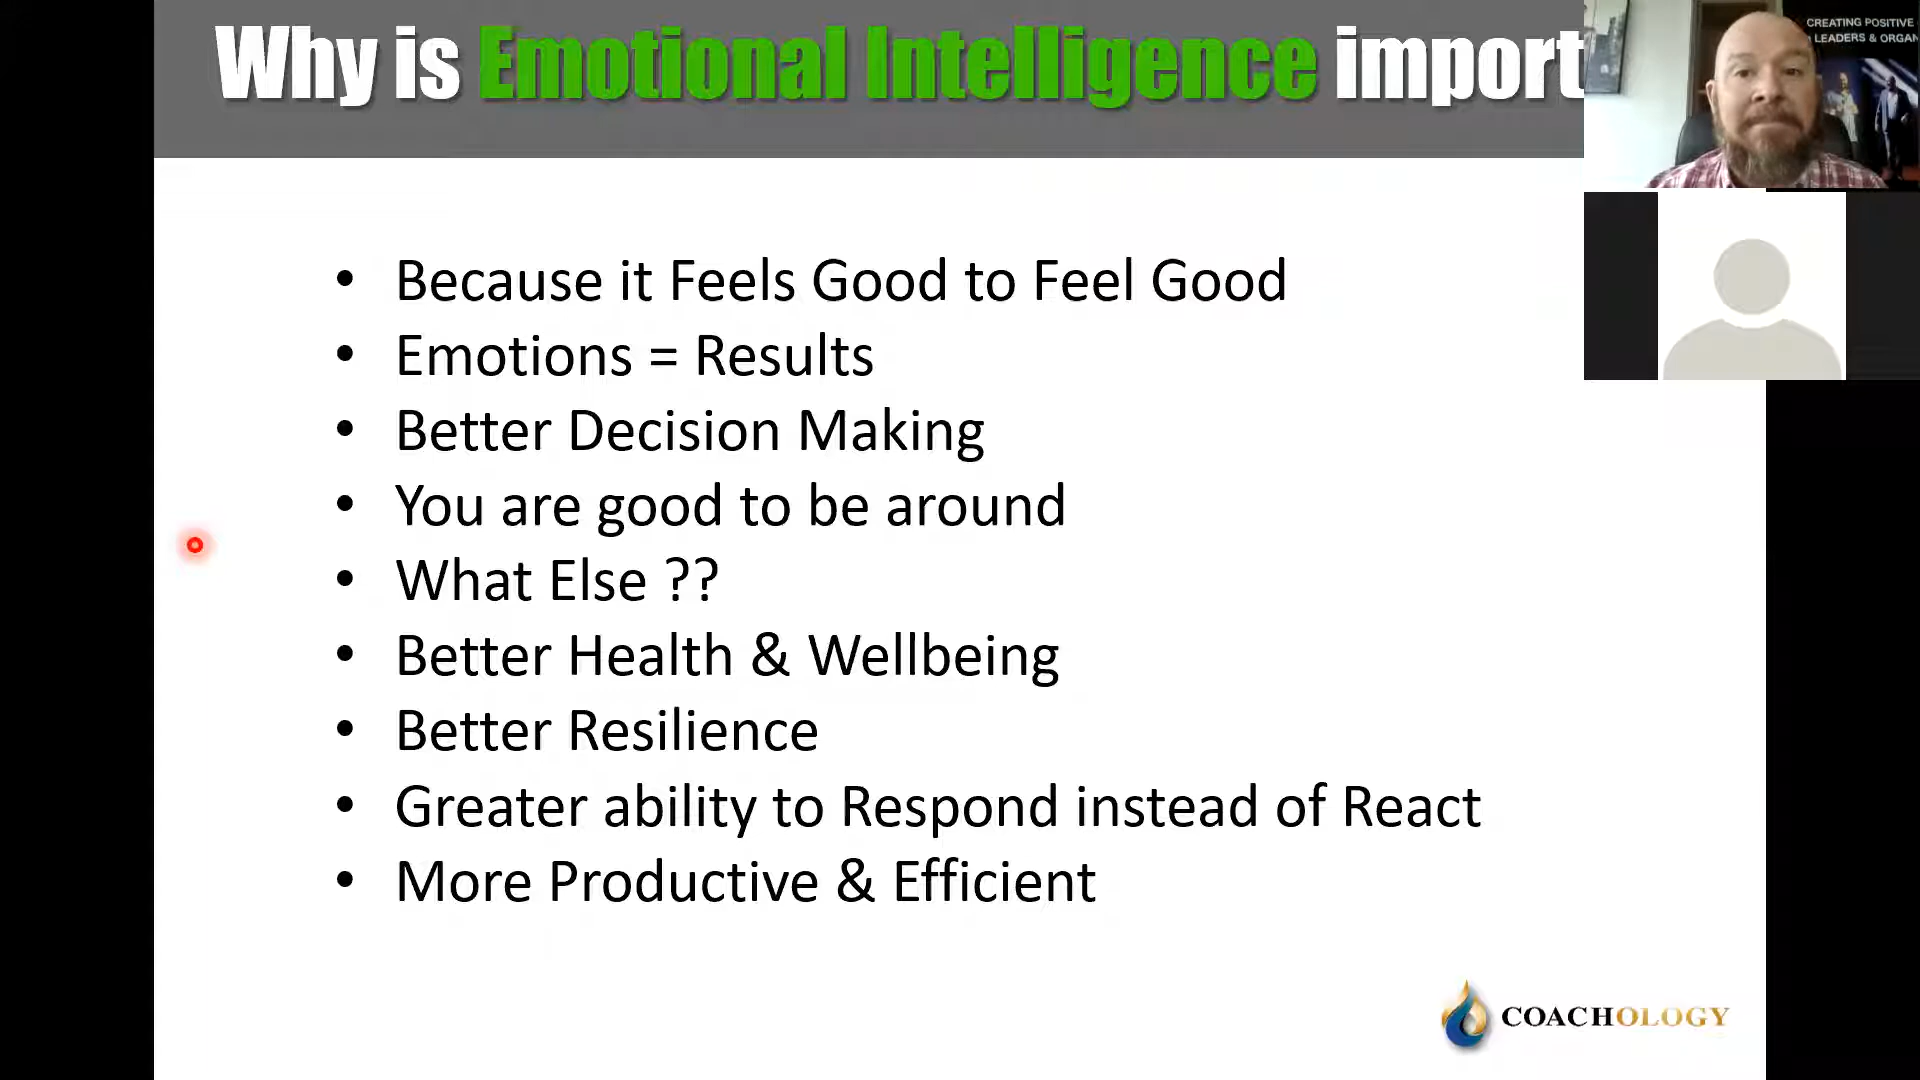 Why is Emotional Intelligence import
CREATING POSITIVE
LEADERS & ORGAN
• Because it Feels Good to Feel Good
• Emotions = Results
• Better Decision Making
• You are good to be around
• What Else ??
• Better Health & Wellbeing
• Better Resilience
• Greater ability to Respond instead of React
• More Productive & Efficient
COACHOLOGY